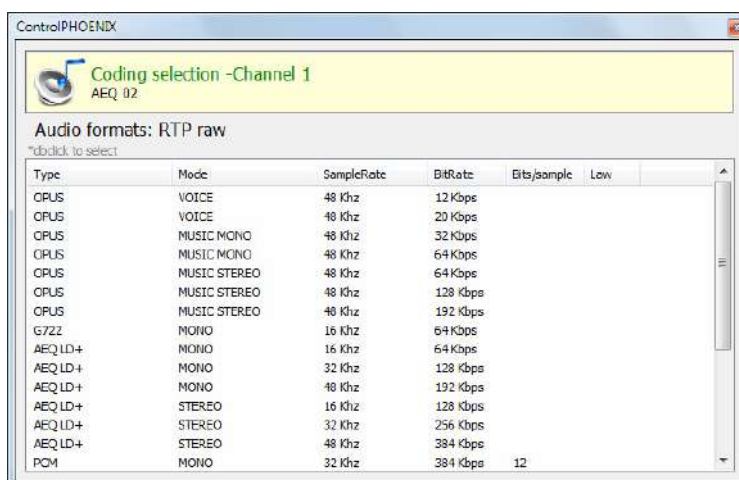 ControlPHOENIX
Coding selection -Channel 1
AEQ 02
Audio formats: RTP raw
*dbclick to select
Type Mode SampleRate BitRate Bits/sample Law
OPUS VOICE 48 Khz 12 Kbps
OPUS VOICE 48 Khz 20 Kbps
OPUS MUSIC MONO 48 Khz 32 Kbps
OPUS MUSIC MONO 48 Khz 64 Kbps
OPUS MUSIC STEREO 48 Khz 64 Kbps
OPUS MUSIC STEREO 48 Khz 128 Kbps
OPUS MUSIC STEREO 48 Khz 192 Kbps
G722 MONO 16 Khz 64 Kbps
AEQ LD+ MONO 16 Khz 64 Kbps
AEQ LD+ MONO 32 Khz 128 Kbps
AEQ LD+ MONO 48 Khz 192 Kbps
AEQ LD+ STEREO 16 Khz 128 Kbps
AEQ LD+ STEREO 32 Khz 256 Kbps
AEQ LD+ STEREO 48 Khz 384 Kbps
PCM MONO 32 Khz 384 Kbps 12